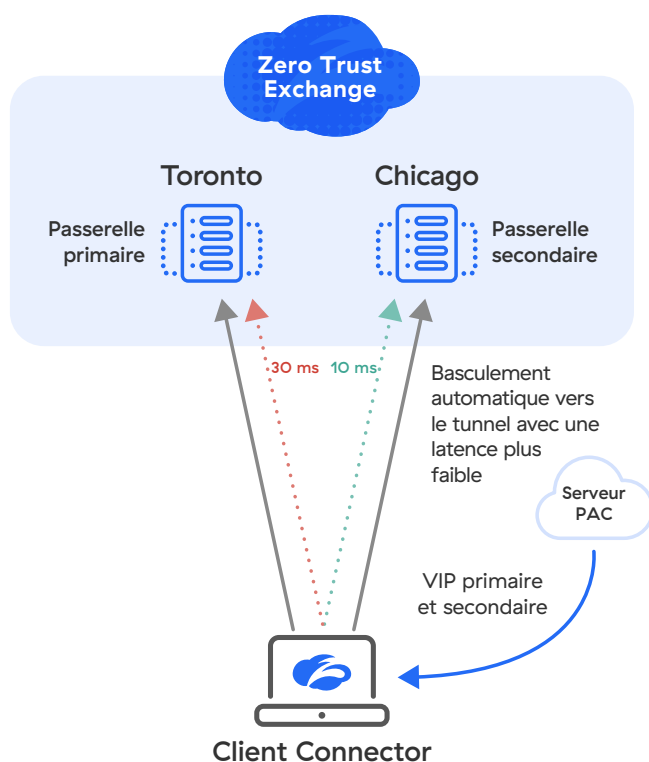 Zero Trust
Exchange
Toronto
Chicago
Passerelle
primaire
Passerelle
secondaire
30 ms
10 ms
Basculement
automatique vers
le tunnel avec une
latence plus
faible
Serveur
PAC
VIP primaire
et secondaire
Client Connector